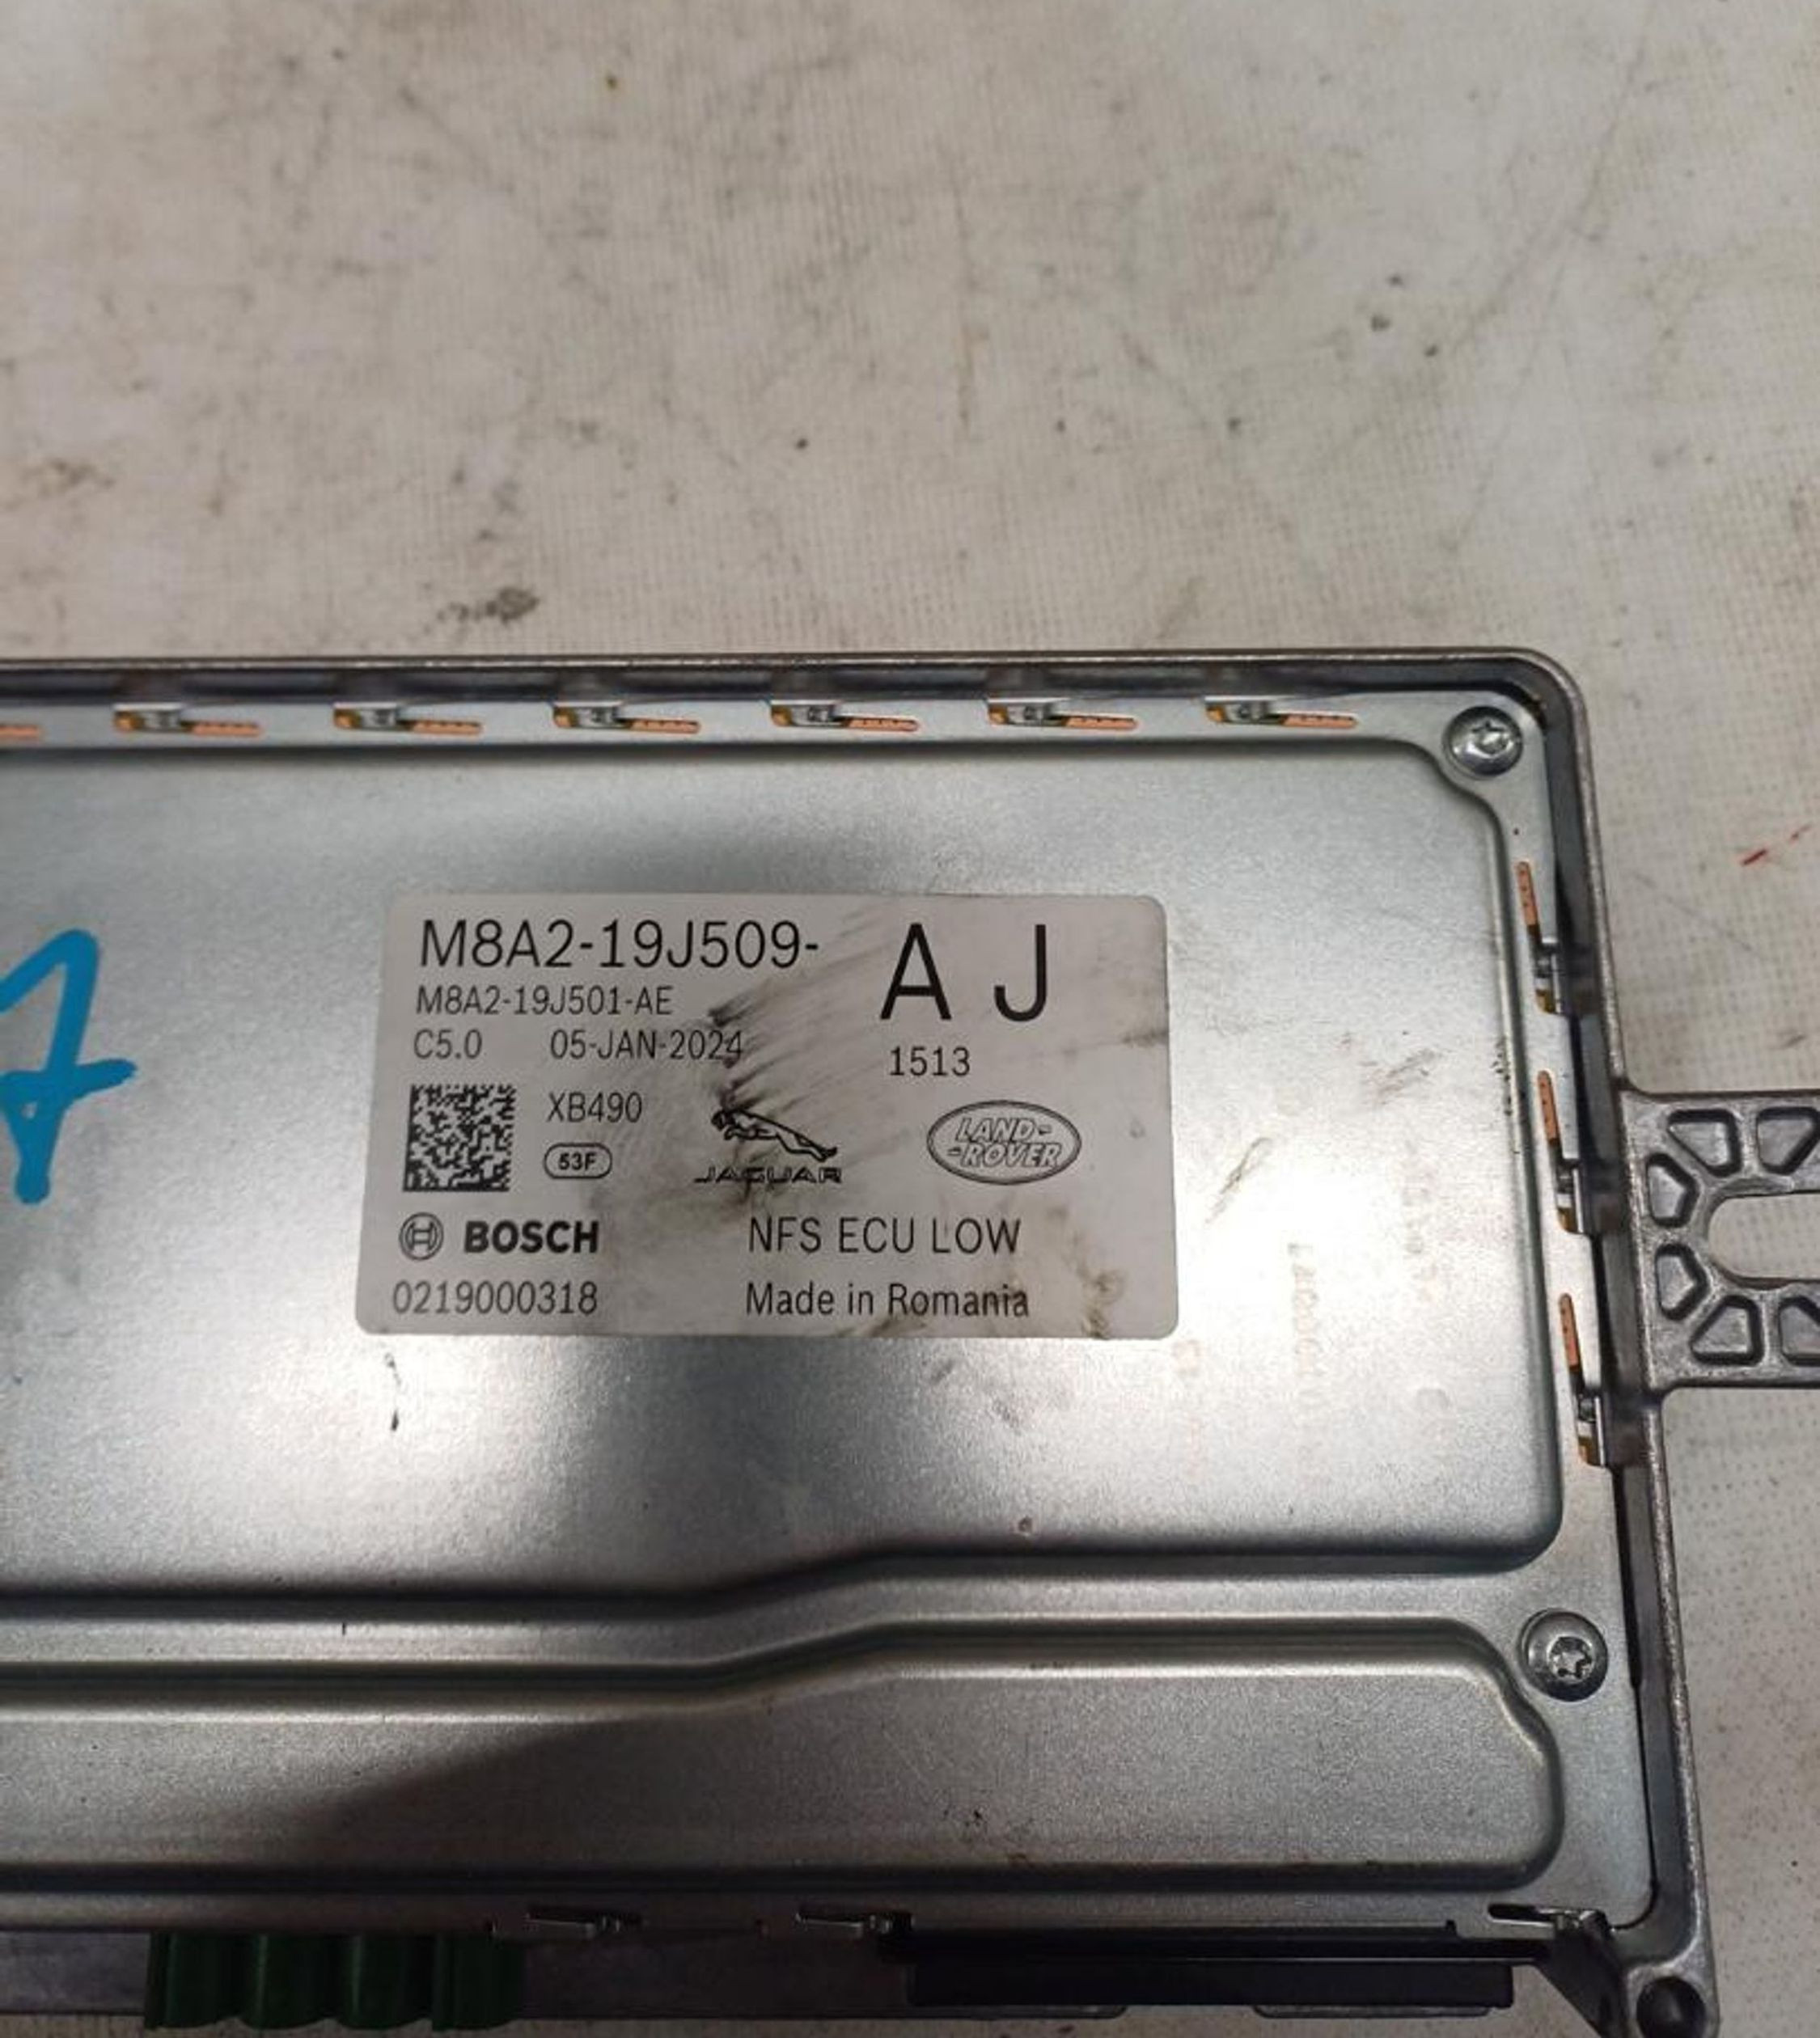 M8A2-19J509- A J
M8A2-19J501-AE
C5.0 05-JAN-2024
1513
XB490
53F
JAGUAR
LAND-
-ROVER
BOSCH
NFS ECU LOW
0219000318
Made in Romania
7